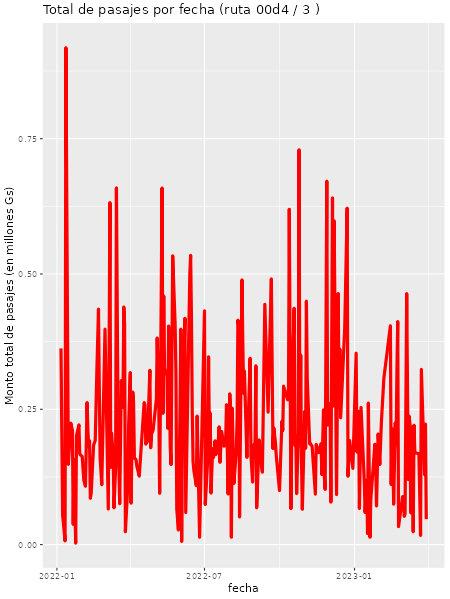 Total de pasajes por fecha (ruta 00d4 / 3 )
Monto total de pasajes (en millones Gs)
0.75
0.50
0.25
0.00
2022-01
2022-07
2023-01
fecha